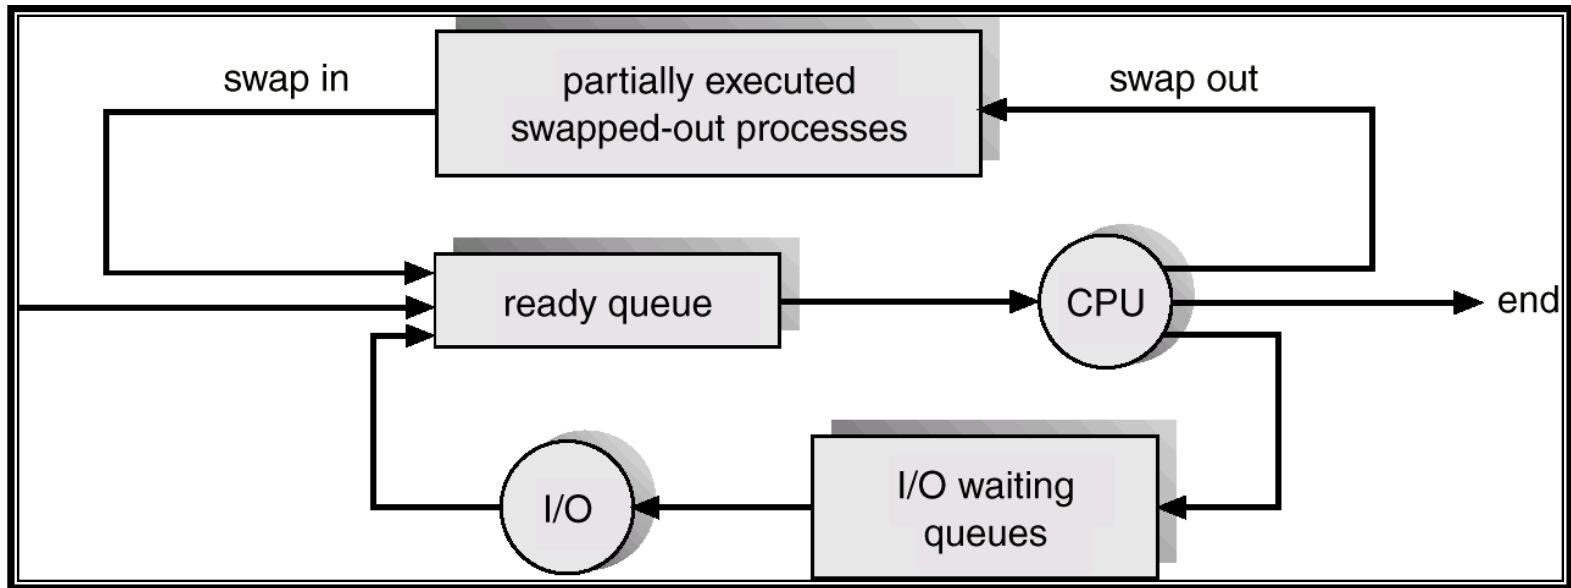 swap in
partially executed
swapped-out processes
swap out
ready queue
CPU
end
I/O
I/O waiting
queues